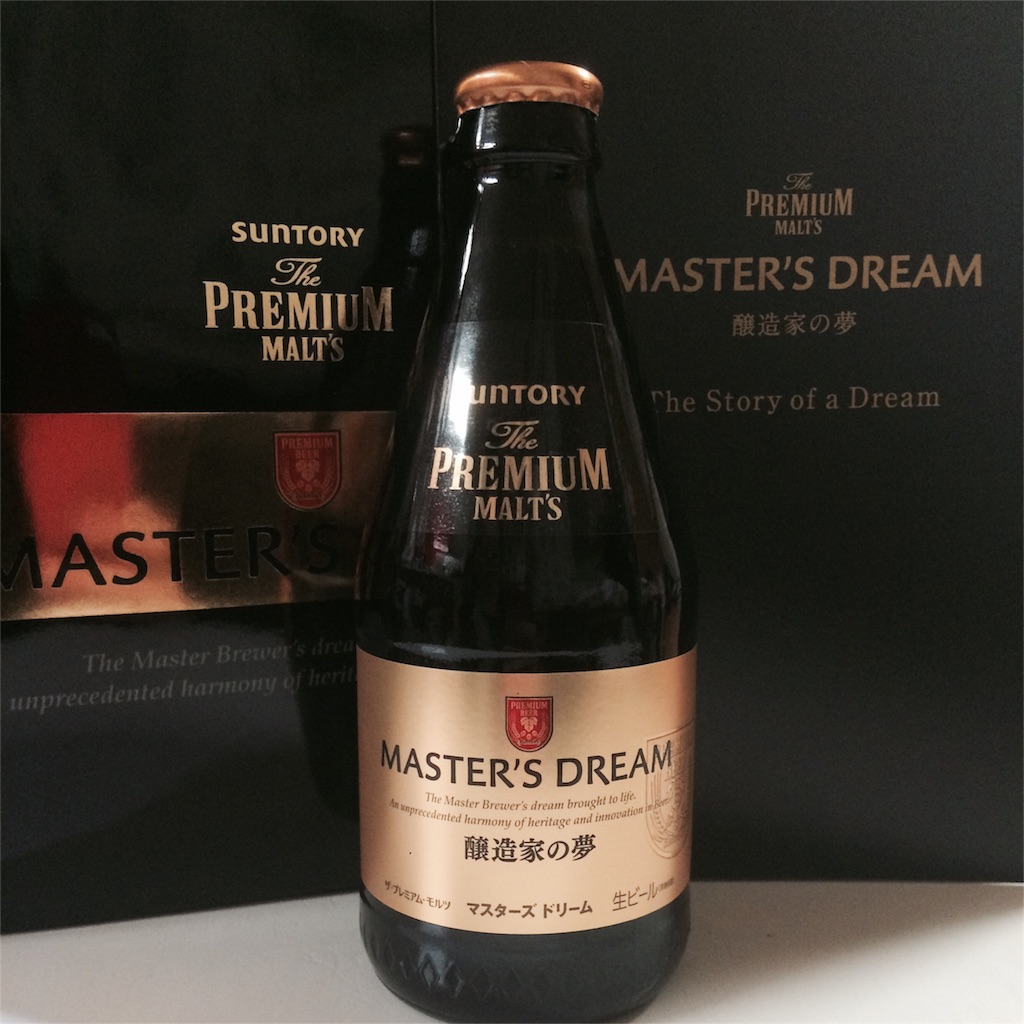 SUNTORY
The
PREMIUM
MALT'S
PREMIUM
BEER
MASTER'S
The Master Brewer's
unprecedented harmony of
The
PREMIUM
MALT'S
MASTER'S DREAM
醸造家の夢
The Story of a Dream
SUNTORY
The
PREMIUM
MALT'S
PREMIUM
BEER
MASTER'S DREAM
The Master Brewer's dream brought to life.
An unprecedented harmony of heritage and innovation in Beer.
醸造家の夢
ザ・プレミアム・モルツ
マスターズ ドリーム
生ビール